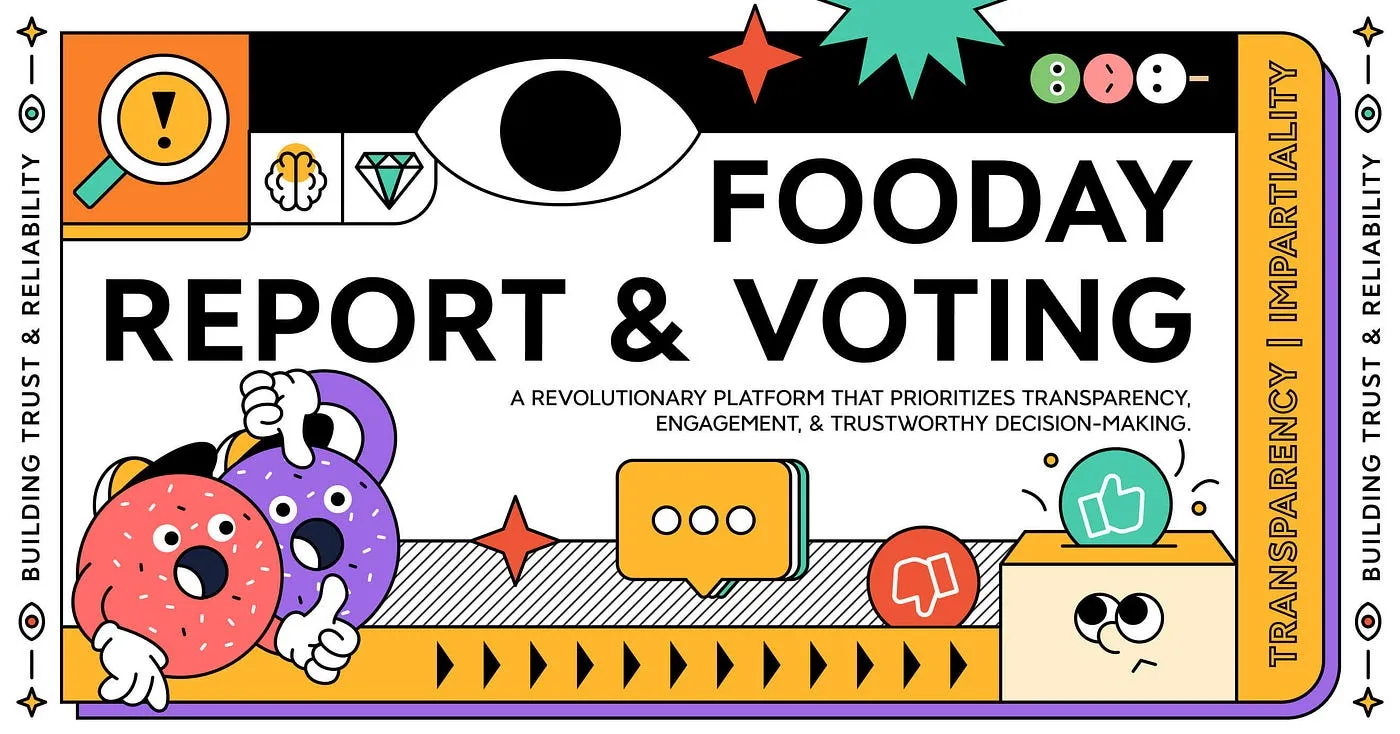 BUILDING TRUST & RELIABILITY
FOODAY
REPORT & VOTING
A REVOLUTIONARY PLATFORM THAT PRIORITIZES TRANSPARENCY,
ENGAGEMENT, & TRUSTWORTHY DECISION-MAKING.
TRANSPARENCY | IMPARTIALITY
BUILDING TRUST & RELIABILITY